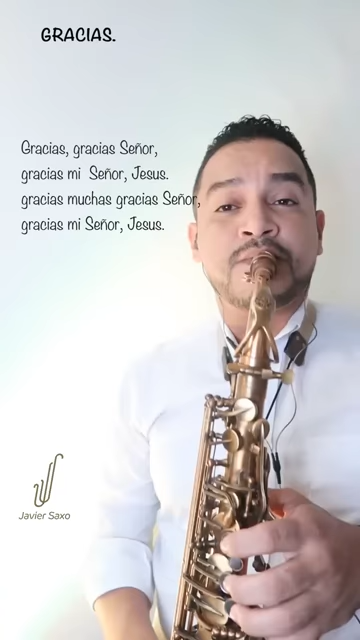 GRACIAS.
Gracias, gracias Señor,
gracias mi Señor, Jesus.
gracias muchas gracias Señor,
gracias mi Señor, Jesus.
Javier Saxo